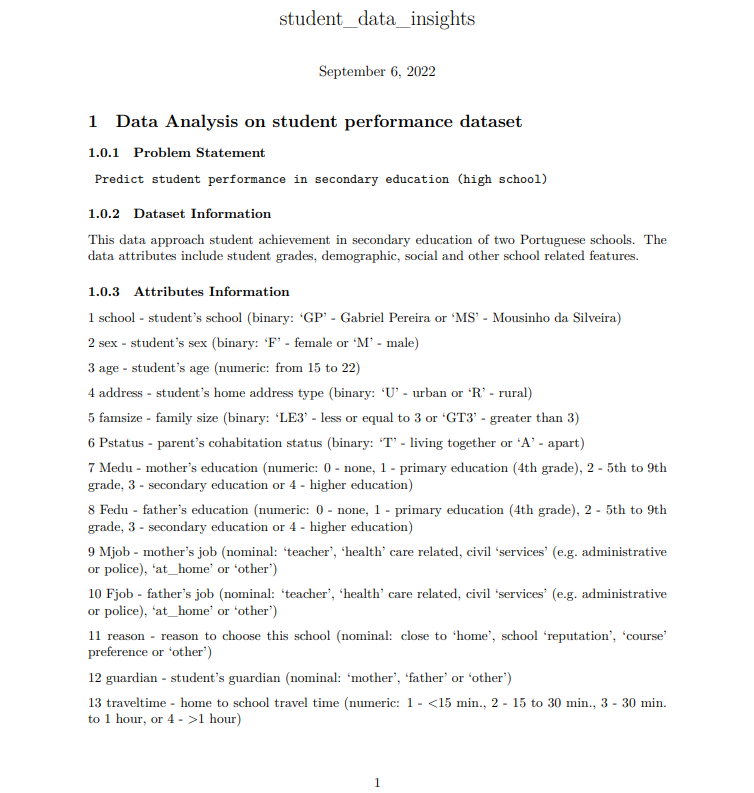 student_data_insights
September 6, 2022
1 Data Analysis on student performance dataset
1.0.1 Problem Statement
Predict student performance in secondary education (high school)
1.0.2 Dataset Information
This data approach student achievement in secondary education of two Portuguese schools. The
data attributes include student grades, demographic, social and other school related features.
1.0.3 Attributes Information
1 school - student’s school (binary: ‘GP’ - Gabriel Pereira or ‘MS’ - Mousinho da Silveira)
2 sex - student’s sex (binary: ‘F’ - female or ‘M’ - male)
3 age - student’s age (numeric: from 15 to 22)
4 address - student’s home address type (binary: ‘U’ - urban or ‘R’ - rural)
5 famsize - family size (binary: ‘LE3’ - less or equal to 3 or ‘GT3’ - greater than 3)
6 Pstatus - parent’s cohabitation status (binary: ‘T’ - living together or ‘A’ - apart)
7 Medu - mother’s education (numeric: 0 - none, 1 - primary education (4th grade), 2 - 5th to 9th
grade, 3 - secondary education or 4 - higher education)
8 Fedu - father’s education (numeric: 0 - none, 1 - primary education (4th grade), 2 - 5th to 9th
grade, 3 - secondary education or 4 - higher education)
9 Mjob - mother’s job (nominal: ‘teacher’, ‘health’ care related, civil ‘services’ (e.g. administrative
or police), ‘at_home’ or ‘other’)
10 Fjob - father’s job (nominal: ‘teacher’, ‘health’ care related, civil ‘services’ (e.g. administrative
or police), ‘at_home’ or ‘other’)
11 reason - reason to choose this school (nominal: close to ‘home’, school ‘reputation’, ‘course’
preference or ‘other’)
12 guardian - student’s guardian (nominal: ‘mother’, ‘father’ or ‘other’)
13 traveltime - home to school travel time (numeric: 1 - <15 min., 2 - 15 to 30 min., 3 - 30 min.
to 1 hour, or 4 - >1 hour)
1